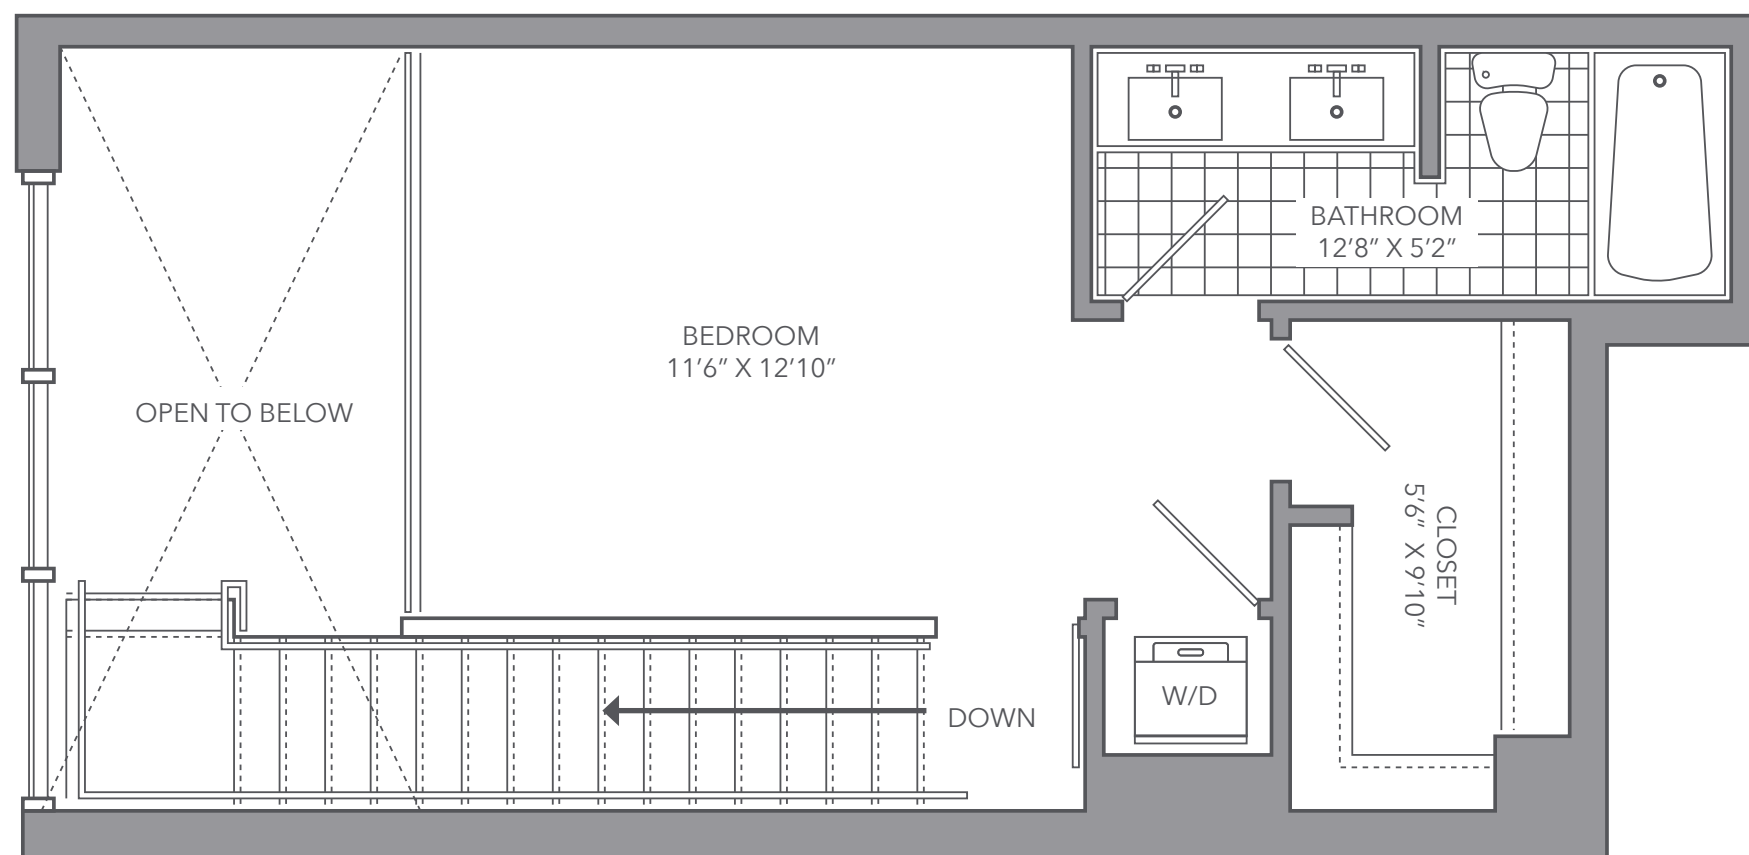 BATHROOM
12’8” X 5’2”
BEDROOM
11’6” X 12’10”
OPEN TO BELOW
CLOSET
5’6” X 9’10”
W/D
DOWN